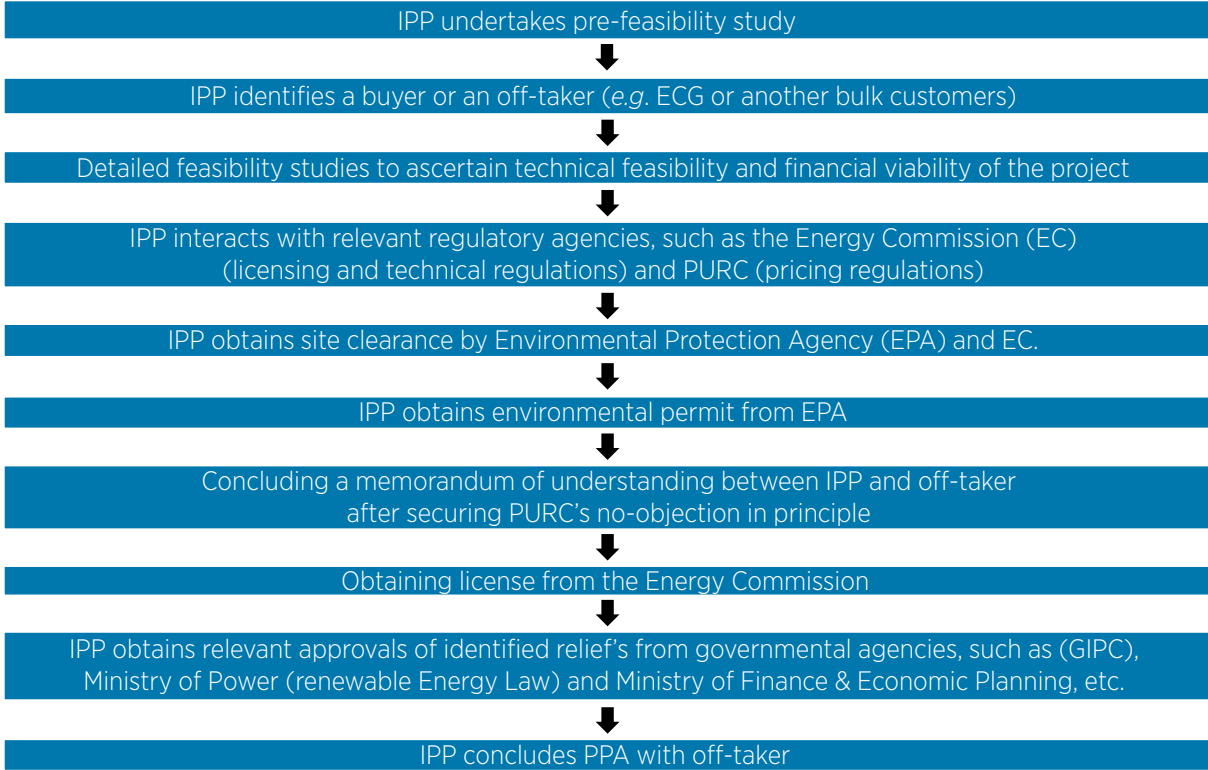 IPP undertakes pre-feasibility study
IPP identifies a buyer or an off-taker (e.g. ECG or another bulk customers)
Detailed feasibility studies to ascertain technical feasibility and financial viability of the project
IPP interacts with relevant regulatory agencies, such as the Energy Commission (EC)
(licensing and technical regulations) and PURC (pricing regulations)
IPP obtains site clearance by Environmental Protection Agency (EPA) and EC.
IPP obtains environmental permit from EPA
Concluding a memorandum of understanding between IPP and off-taker
after securing PURC’s no-objection in principle
Obtaining license from the Energy Commission
IPP obtains relevant approvals of identified relief’s from governmental agencies, such as (GIPC),
Ministry of Power (renewable Energy Law) and Ministry of Finance & Economic Planning, etc.
IPP concludes PPA with off-taker